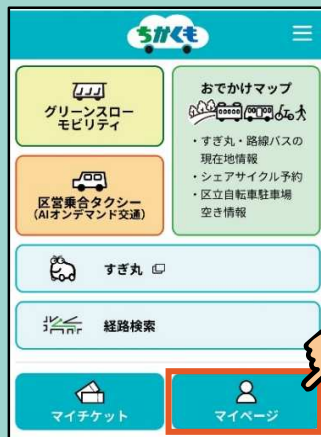 ちかくも
グリーンスロー
モビリティ
区営乗合タクシー
(AIオンデマンド交通)
おでかけマップ
・すぎ丸・路線バスの
現在地情報
・シェアサイクル予約
・区立自転車駐車場
空き情報
すぎ丸
経路検索
マイチケット
マイページ